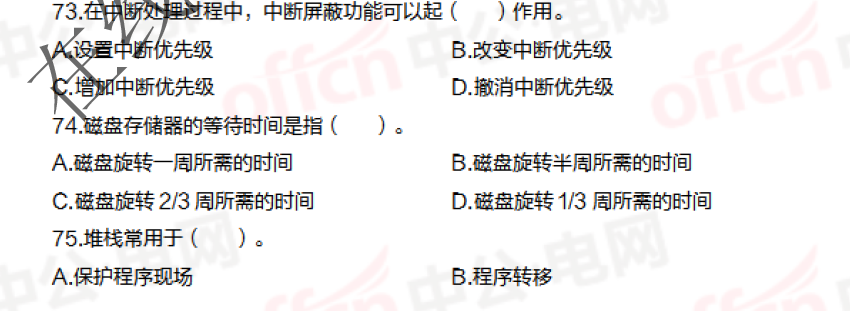 73.在中断处理过程中，中断屏蔽功能可以起（ ）作用。
A.设置中断优先级 B.改变中断优先级
C.增加中断优先级 D.撤消中断优先级
74.磁盘存储器的等待时间是指（ ）。
A.磁盘旋转一周所需的时间 B.磁盘旋转半周所需的时间
C.磁盘旋转 2/3 周所需的时间 D.磁盘旋转 1/3 周所需的时间
75.堆栈常用于（ ）。
A.保护程序现场 B.程序转移
offcn 中公·电网